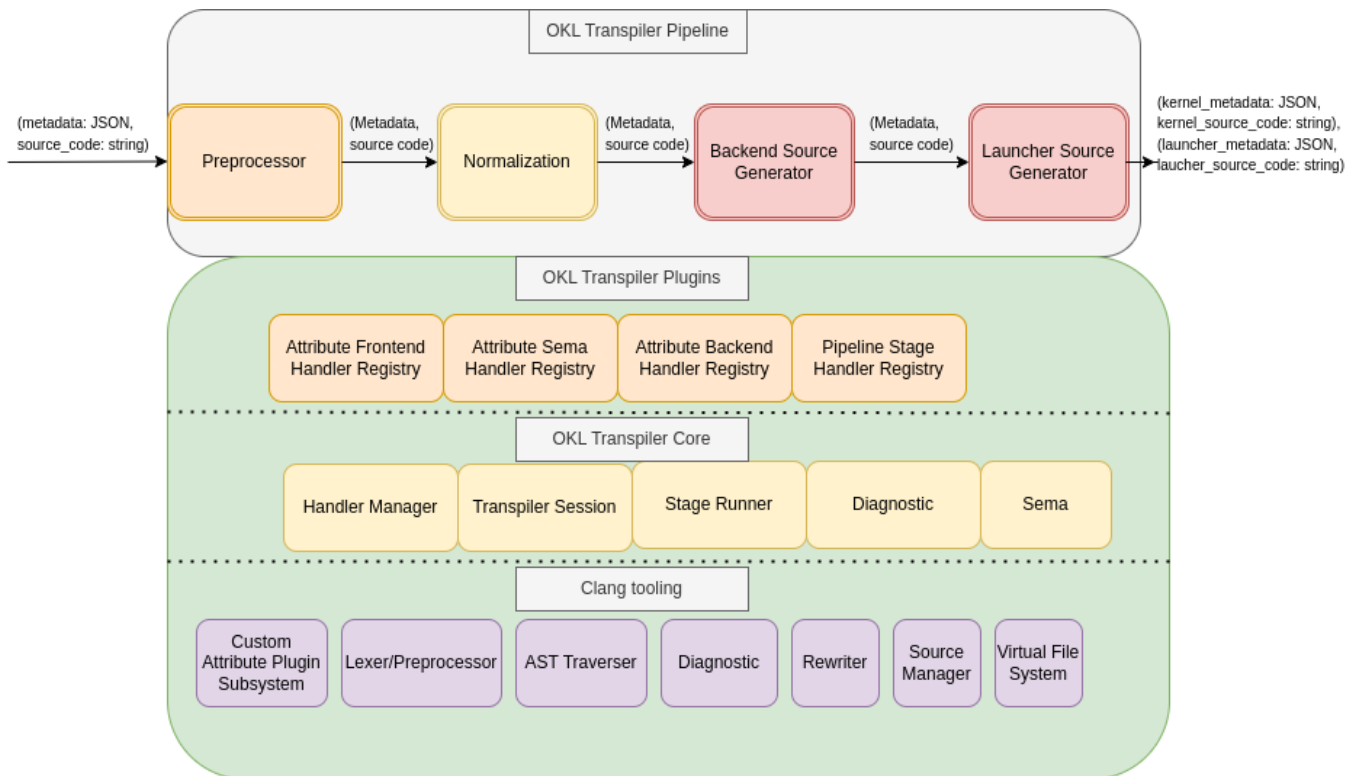 OKL Transpiler Pipeline
(metadata: JSON,
source_code: string)
Preprocessor
(Metadata,
source code)
Normalization
(Metadata,
source code)
Backend Source
Generator
(Metadata,
source code)
Launcher Source
Generator
(kernel_metadata: JSON,
kernel_source_code: string),
(launcher_metadata: JSON,
laucher_source_code: string)
OKL Transpiler Plugins
Attribute Frontend
Handler Registry
Attribute Sema
Handler Registry
Attribute Backend
Handler Registry
Pipeline Stage
Handler Registry
OKL Transpiler Core
Handler Manager
Transpiler Session
Stage Runner
Diagnostic
Sema
Clang tooling
Custom
Attribute Plugin
Subsystem
Lexer/Preprocessor
AST Traverser
Diagnostic
Rewriter
Source
Manager
Virtual File
System